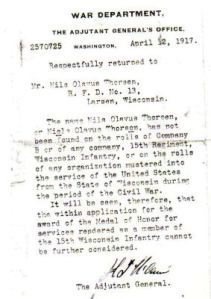 WAR DEPARTMENT,
THE ADJUTANT GENERAL'S OFFICE,
2570725 WASHINGTON, April 12, 1917.
Respectfully returned to
Mr. Nils Olavus Thorsen,
R. F. D. No. 13,
Larsen, Wisconsin.
The name Nils Olavus Thorsen,
or Niels Olavus Thorson, has not
been found on the rolls of Company
B or of any company, 15th Regiment,
Wisconsin Infantry, or on the rolls
of any organization mustered into
the service of the United States
from the State of Wisconsin during
the period of the Civil War.
It will be seen, therefore, that
the within application for the
award of the Medal of Honor for
services rendered as a member of
the 15th Wisconsin Infantry cannot
be further considered.
The Adjutant General.